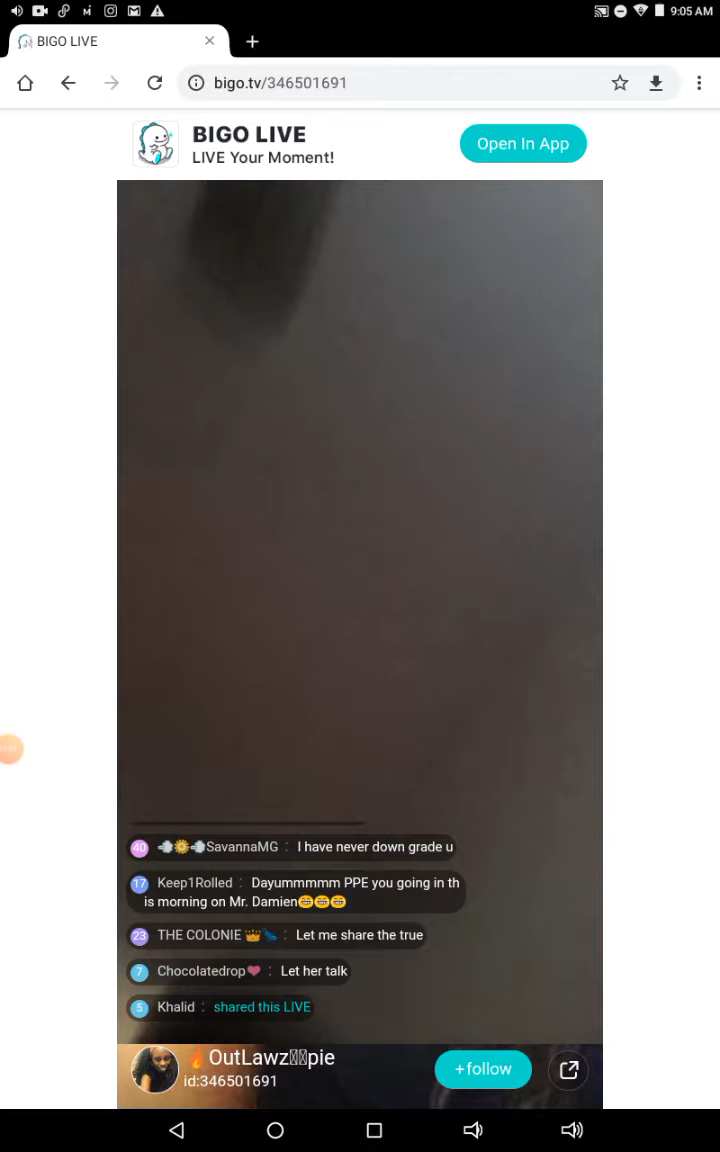 9:05 AM
BIGO LIVE
bigo.tv/346501691
BIGO LIVE
LIVE Your Moment!
Open In App
40 💨🌼💨SavannaMG : I have never down grade u
17 Keep1Rolled : Dayummmmm PPE you going in th
is morning on Mr. Damien😁😁😁
23 THE COLONIE 👑👠 : Let me share the true
7 Chocolatedrop❤ : Let her talk
5 Khalid : shared this LIVE
🔥OutLawz▯▯pie
id:346501691
+follow